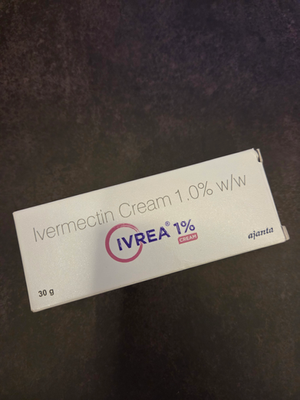 Ivermectin Cream 1.0% w/w
IVREA® 1%
CREAM
30 g
ajanta